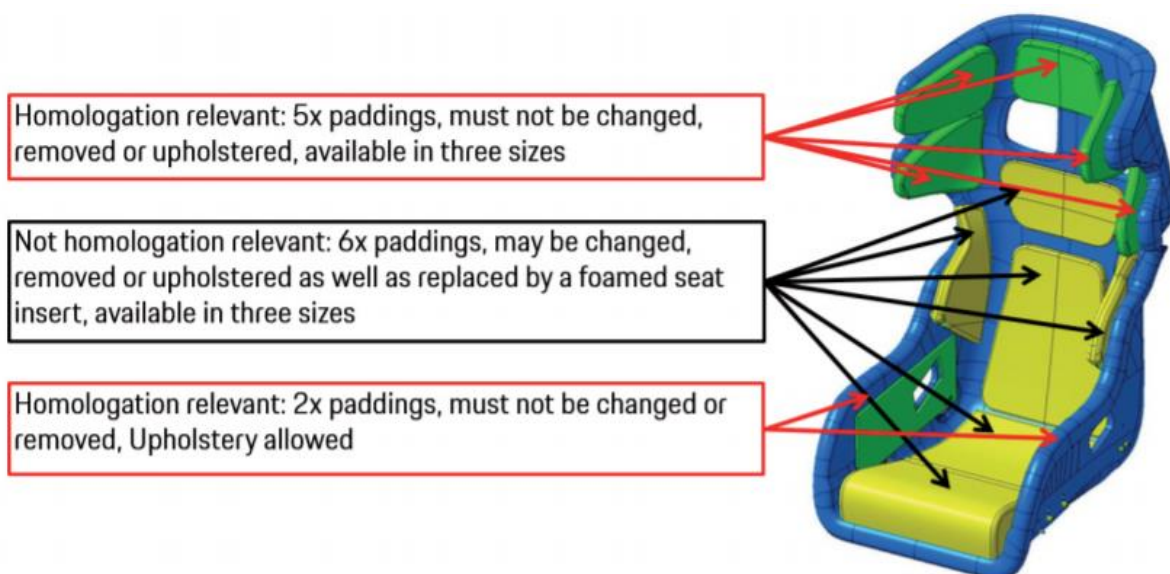 Homologation relevant: 5x paddings, must not be changed,
removed or upholstered, available in three sizes
Not homologation relevant: 6x paddings, may be changed,
removed or upholstered as well as replaced by a foamed seat
insert, available in three sizes
Homologation relevant: 2x paddings, must not be changed or
removed, Upholstery allowed